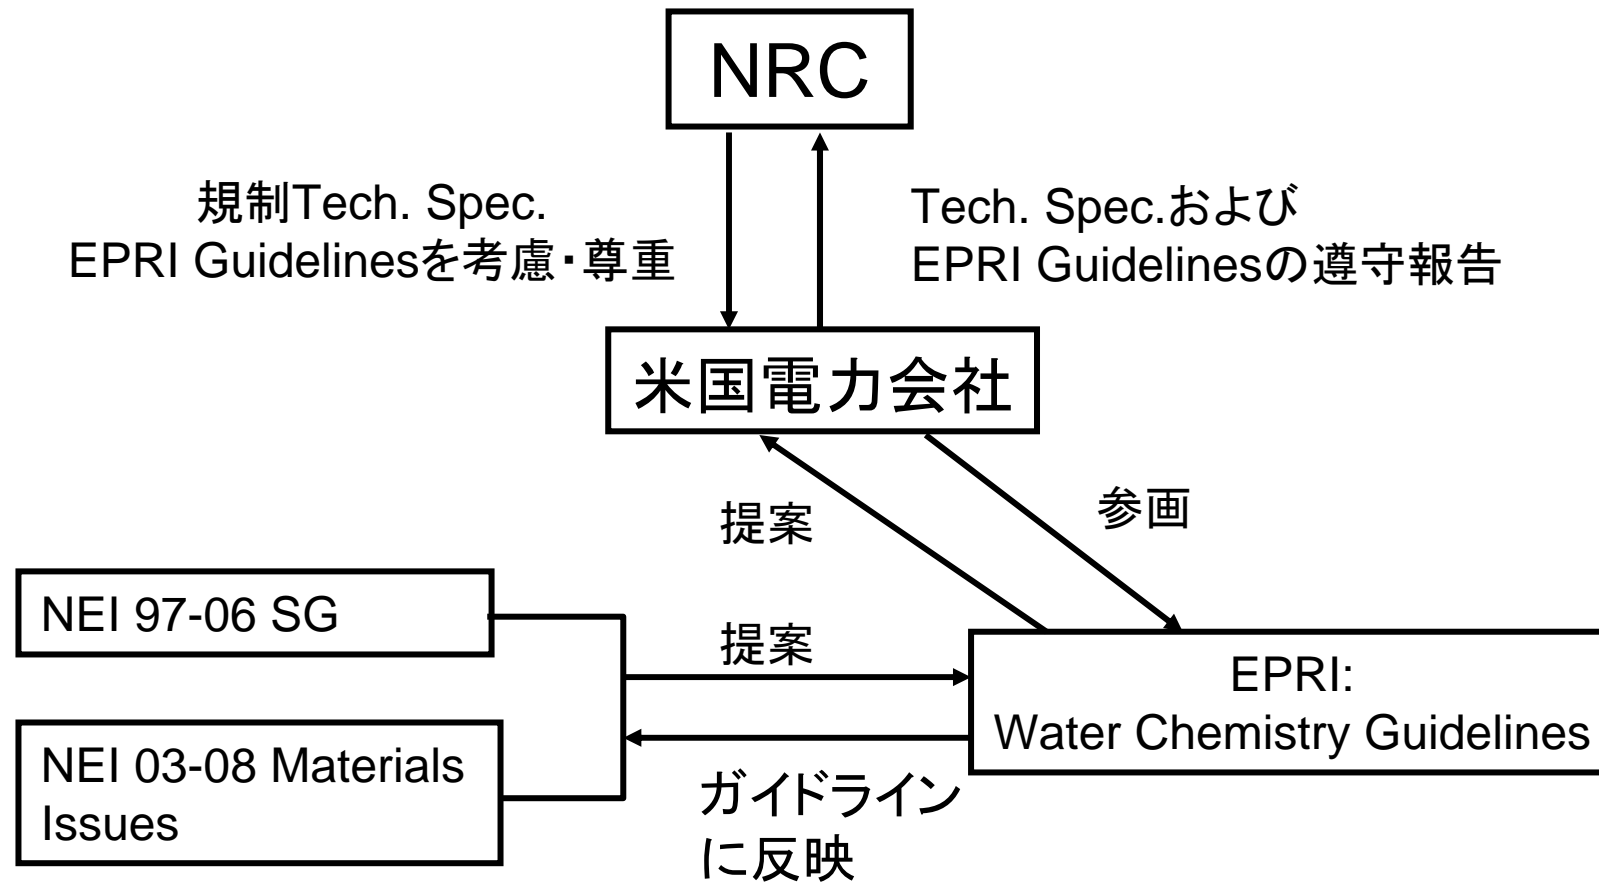 NRC
規制Tech. Spec.
EPRI Guidelinesを考慮・尊重
Tech. Spec.および
EPRI Guidelinesの遵守報告
米国電力会社
提案
参画
NEI 97-06 SG
提案
EPRI:
Water Chemistry Guidelines
NEI 03-08 Materials
Issues
ガイドライン
に反映